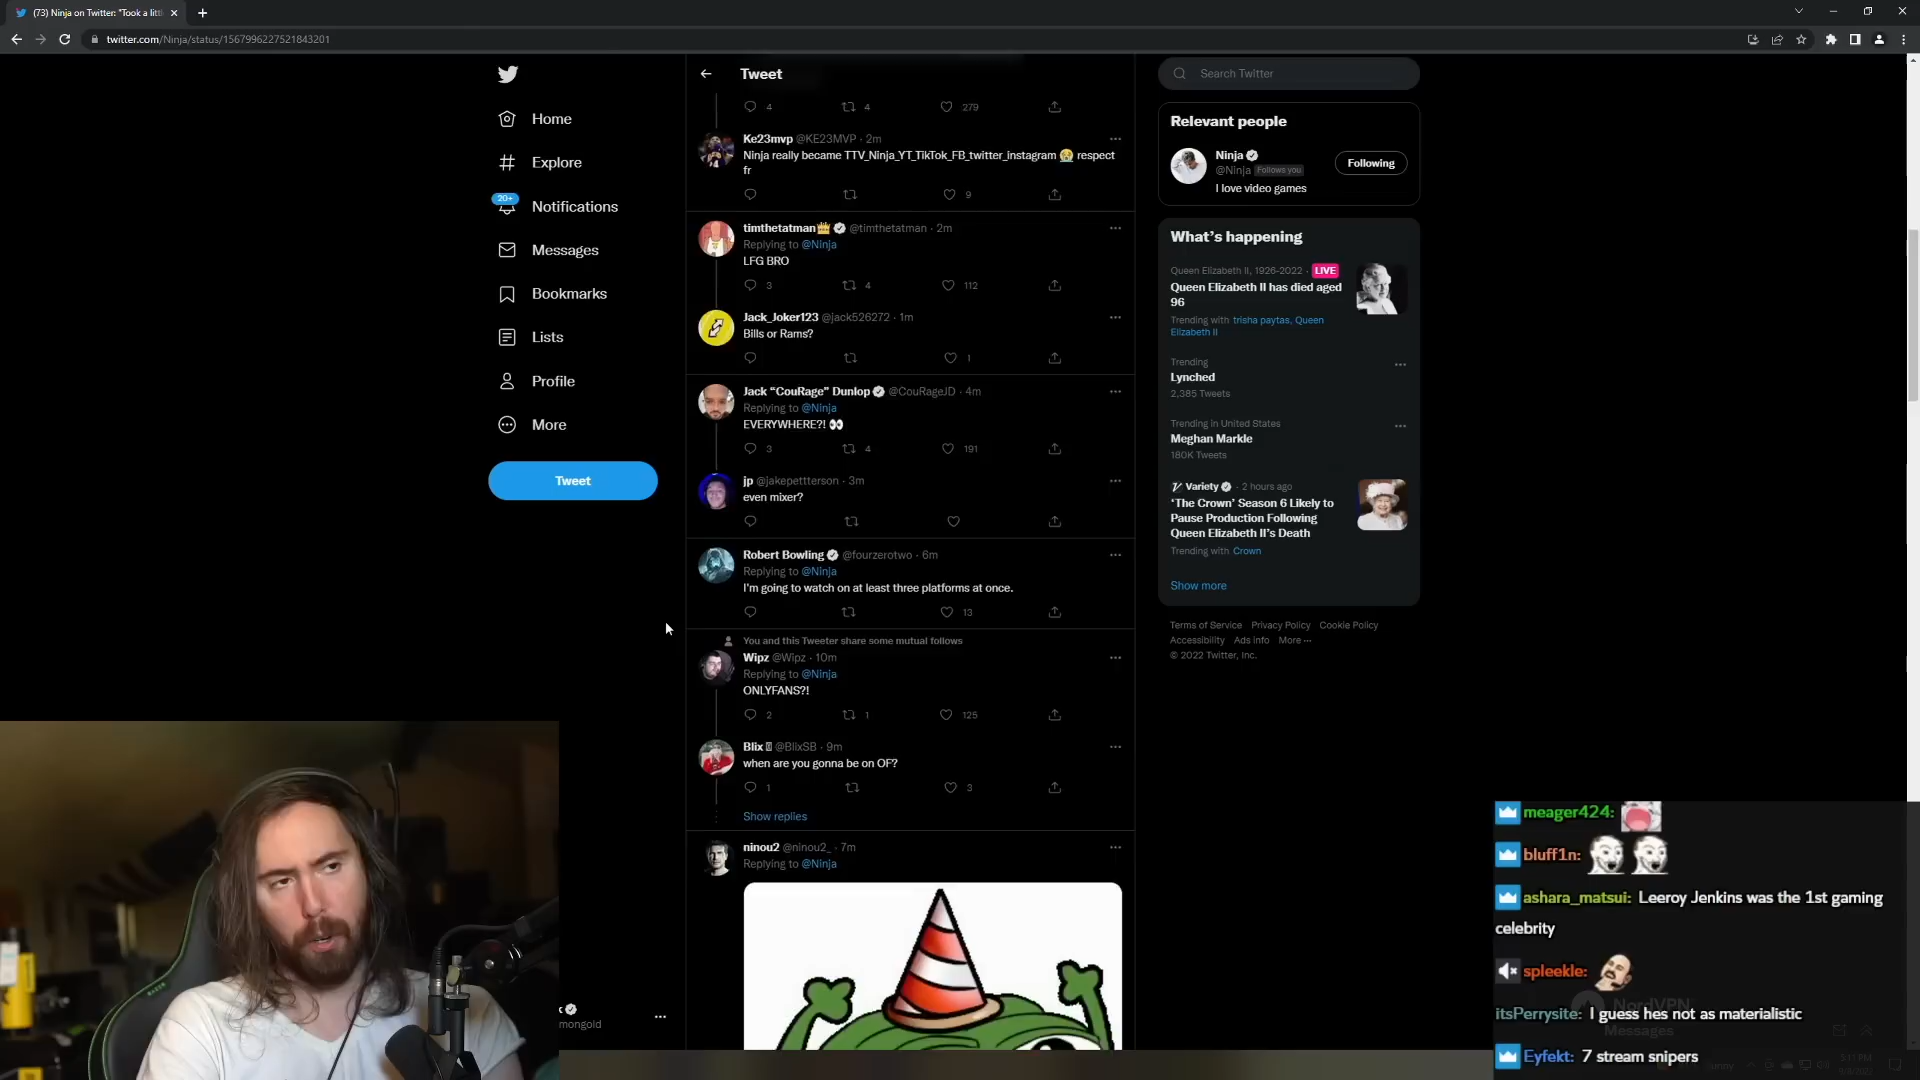 (73) Ninja on Twitter: "Took a litt
twitter.com/Ninja/status/1567996227521843201
Home
Explore
20+
Notifications
Messages
Bookmarks
Lists
Profile
More
Tweet
mongold
Tweet
4 4 279
Ke23mvp @KE23MVP · 2m
Ninja really became TTV_Ninja_YT_TikTok_FB_twitter_instagram 😭 respect
fr
9
timthetatman👑 @timthetatman · 2m
Replying to @Ninja
LFG BRO
3 4 112
Jack_Joker123 @jack526272 · 1m
Bills or Rams?
1
Jack “CouRage” Dunlop @CouRageJD · 4m
Replying to @Ninja
EVERYWHERE?! 👀
3 4 191
jp @jakepettterson · 3m
even mixer?
Robert Bowling @fourzerotwo · 6m
Replying to @Ninja
I'm going to watch on at least three platforms at once.
13
You and this Tweeter share some mutual follows
Wipz @Wipz · 10m
Replying to @Ninja
ONLYFANS?!
2 1 125
Blix @BlixSB · 9m
when are you gonna be on OF?
1 3
Show replies
ninou2 @ninou2_ · 7m
Replying to @Ninja
Search Twitter
Relevant people
Ninja
@Ninja Follows you
Following
I love video games
What's happening
Queen Elizabeth II, 1926-2022 · LIVE
Queen Elizabeth II has died aged
96
Trending with trisha paytas, Queen
Elizabeth II
Trending
Lynched
2,385 Tweets
Trending in United States
Meghan Markle
180K Tweets
Variety · 2 hours ago
‘The Crown’ Season 6 Likely to
Pause Production Following
Queen Elizabeth II's Death
Trending with Crown
Show more
Terms of Service Privacy Policy Cookie Policy
Accessibility Ads info More ···
© 2022 Twitter, Inc.
meager424:
bluff1n:
ashara_matsui: Leeroy Jenkins was the 1st gaming
celebrity
spleekle:
NordVPN
itsPerrysite: I guess hes not as materialistic
Messages
Eyfekt: 7 stream snipers